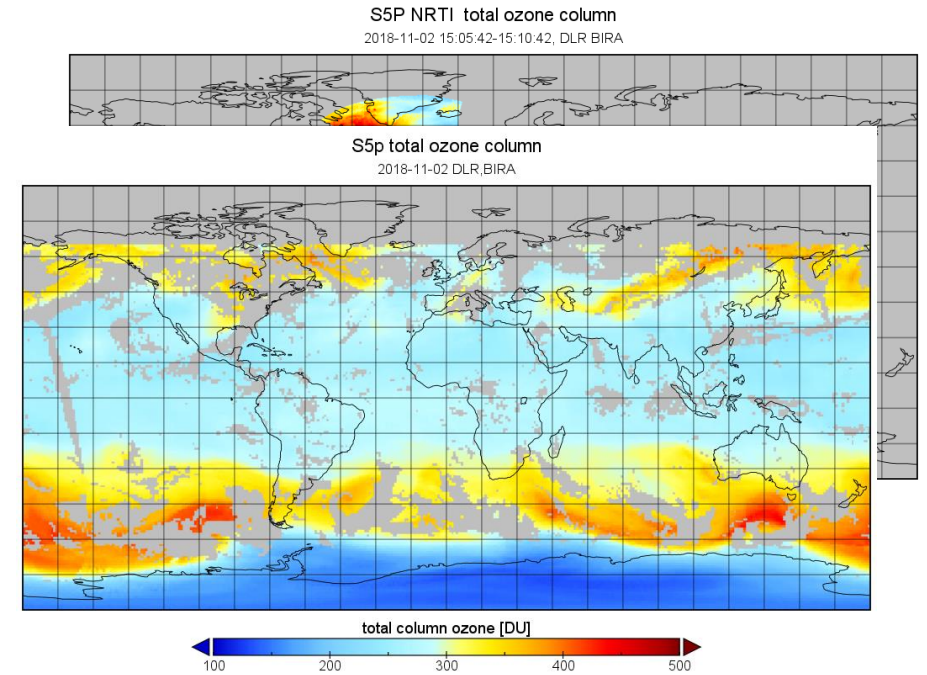 S5P NRTI  total ozone column
2018-11-02 15:05:42-15:10:42, DLR BIRA
S5p total ozone column
2018-11-02 DLR,BIRA
total column ozone [DU]
100 200 300 400 500